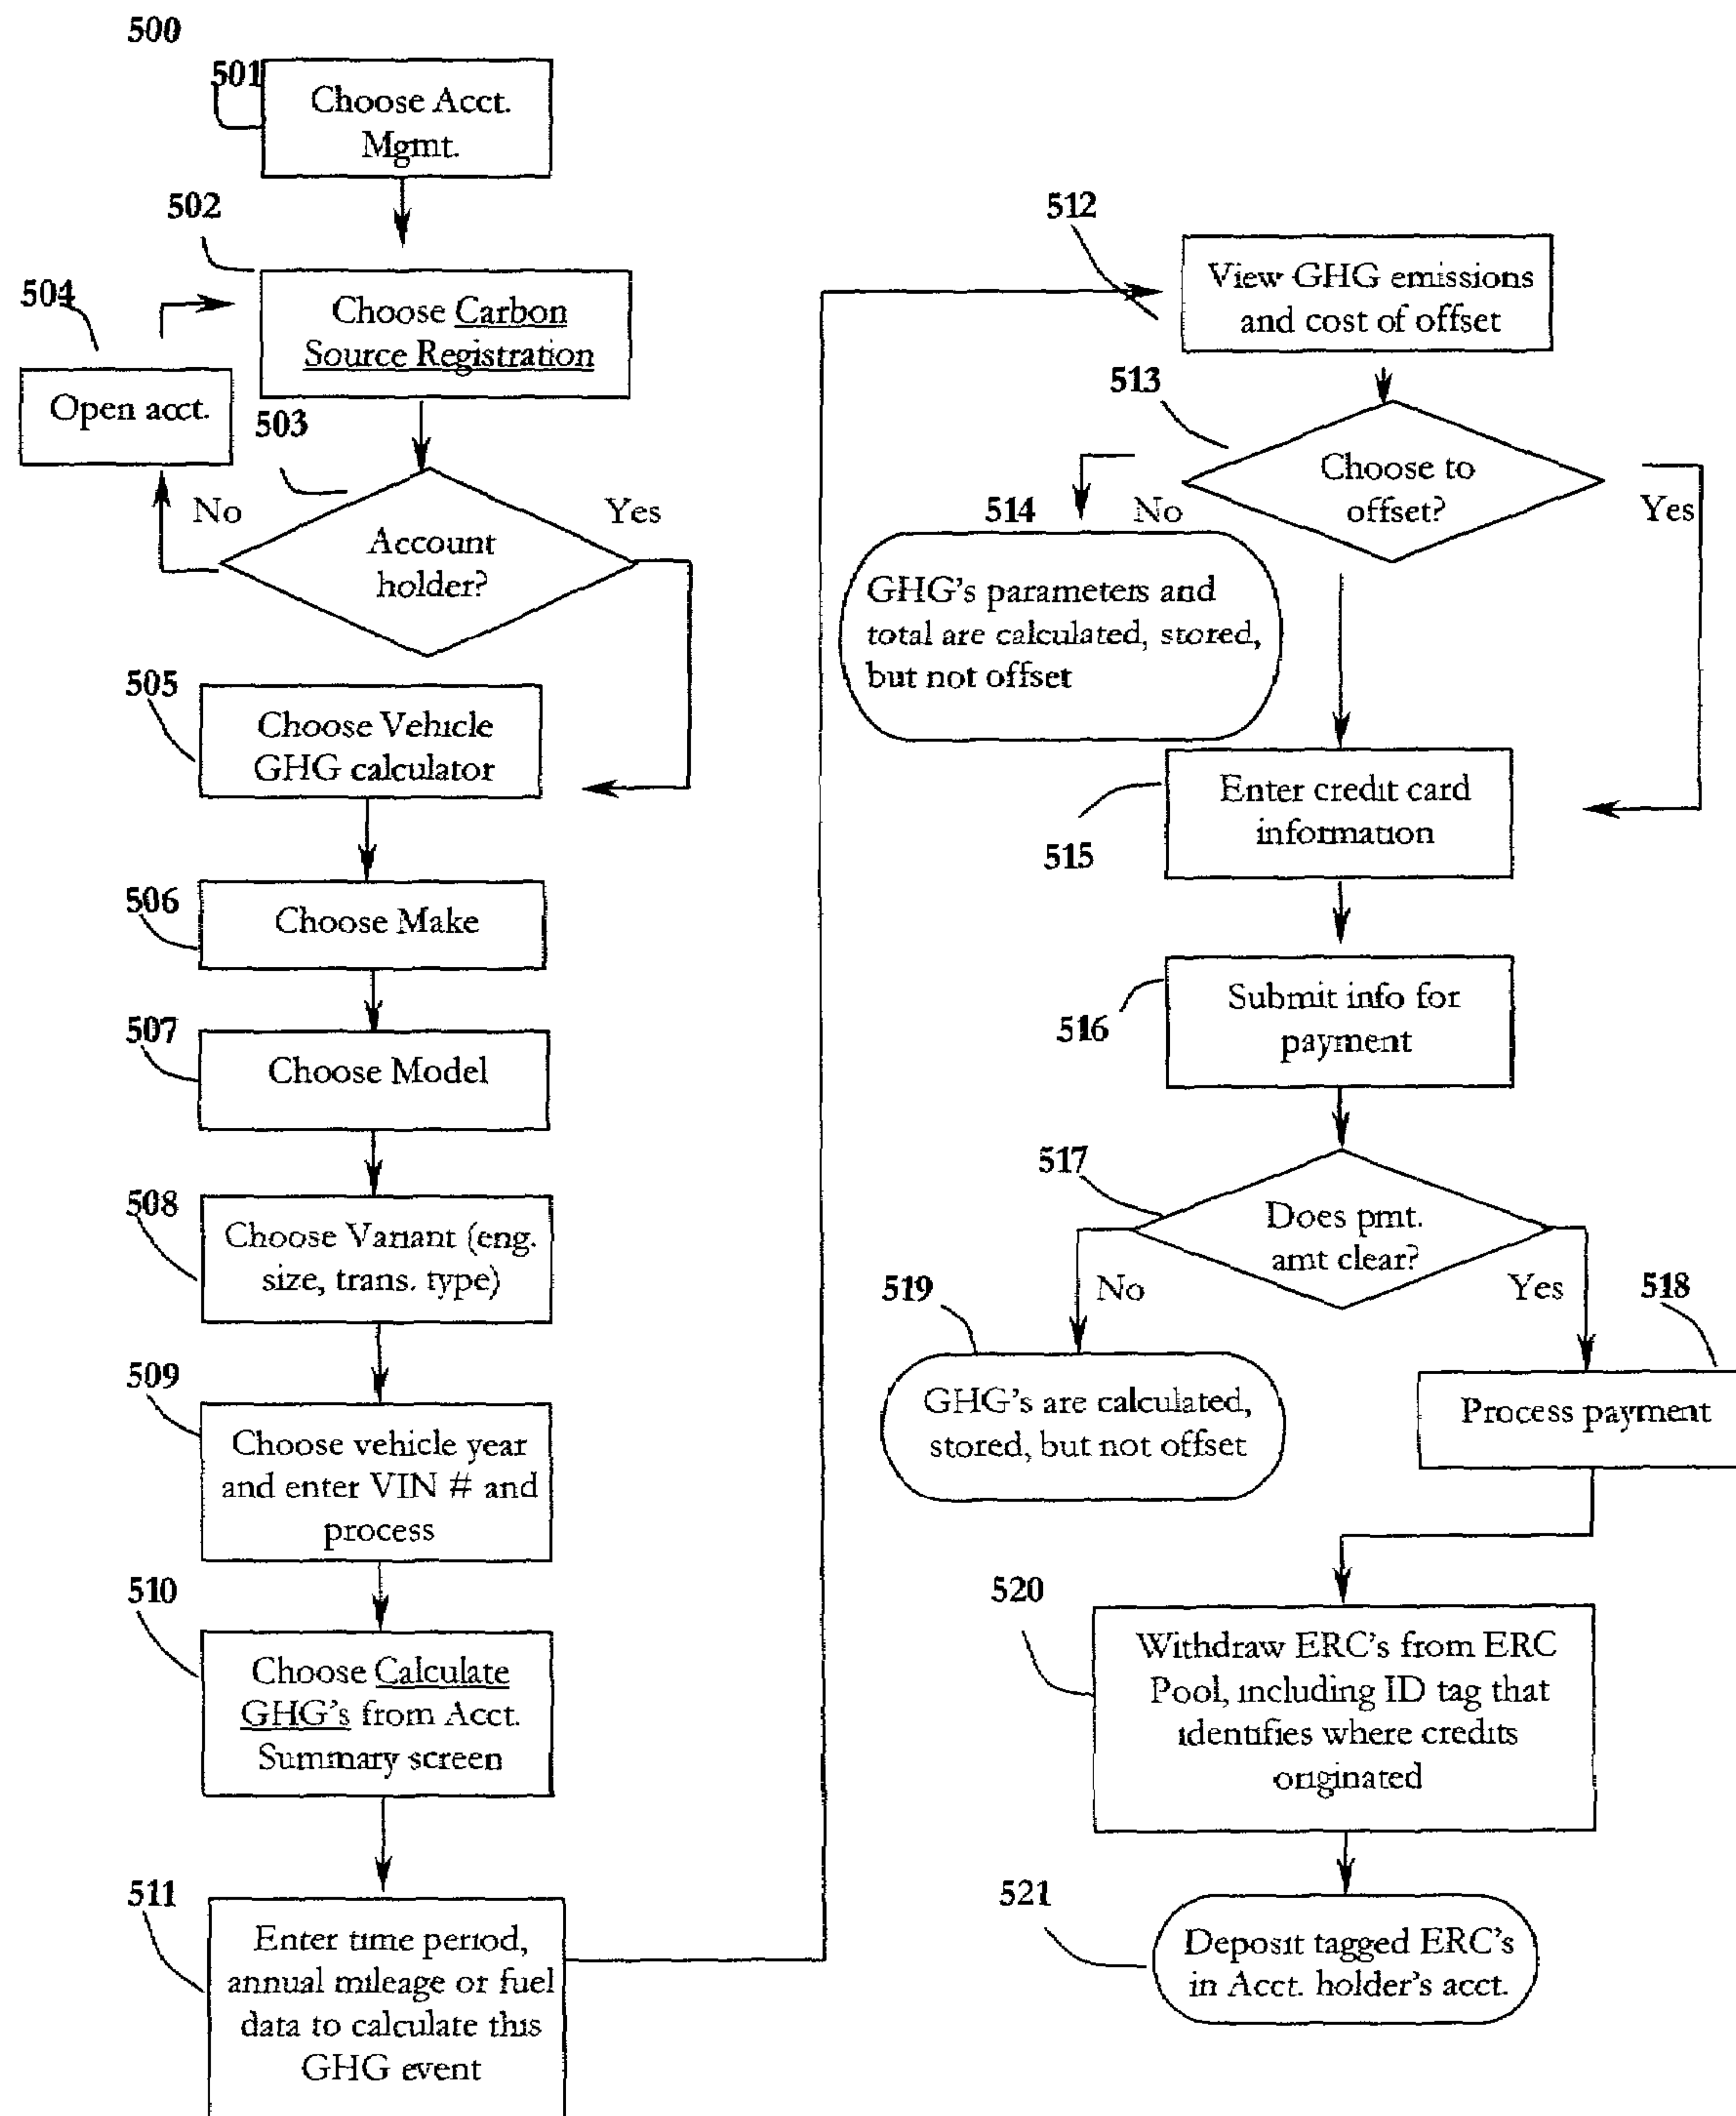 500
501
Choose Acct.
Mgmt.
502
Choose Carbon
Source Registration
504
Open acct.
503
No
Yes
Account
holder?
505
Choose Vehicle
GHG calculator
506
Choose Make
507
Choose Model
508
Choose Variant (eng.
size, trans. type)
509
Choose vehicle year
and enter VIN # and
process
510
Choose Calculate
GHG's from Acct.
Summary screen
511
Enter time period,
annual mileage or fuel
data to calculate this
GHG event
512
View GHG emissions
and cost of offset
513
Choose to
offset?
No
Yes
514
GHG's parameters and
total are calculated, stored,
but not offset
515
Enter credit card
information
516
Submit info for
payment
517
Does pmt.
amt clear?
No
Yes
519
GHG's are calculated,
stored, but not offset
518
Process payment
520
Withdraw ERC's from ERC
Pool, including ID tag that
identifies where credits
originated
521
Deposit tagged ERC's
in Acct. holder's acct.